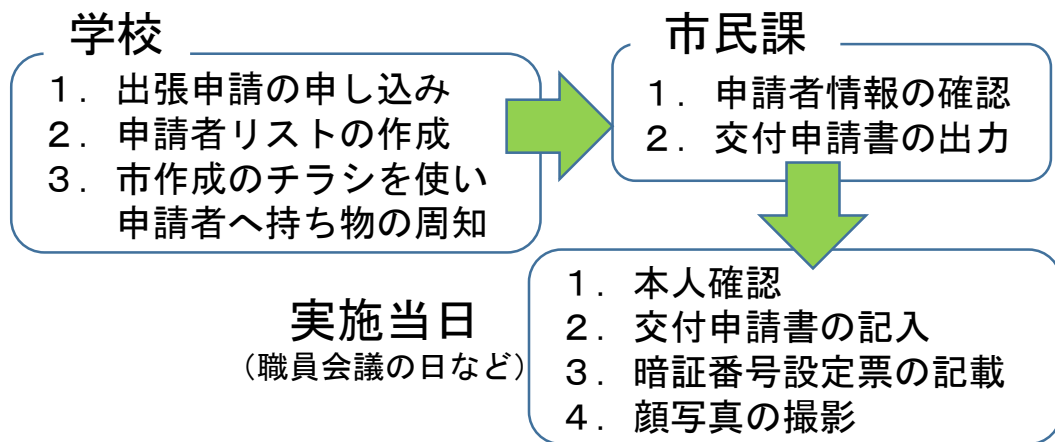 学校
１．出張申請の申し込み
２．申請者リストの作成
３．市作成のチラシを使い
申請者へ持ち物の周知
市民課
１．申請者情報の確認
２．交付申請書の出力
実施当日
（職員会議の日など）
１．本人確認
２．交付申請書の記入
３．暗証番号設定票の記載
４．顔写真の撮影